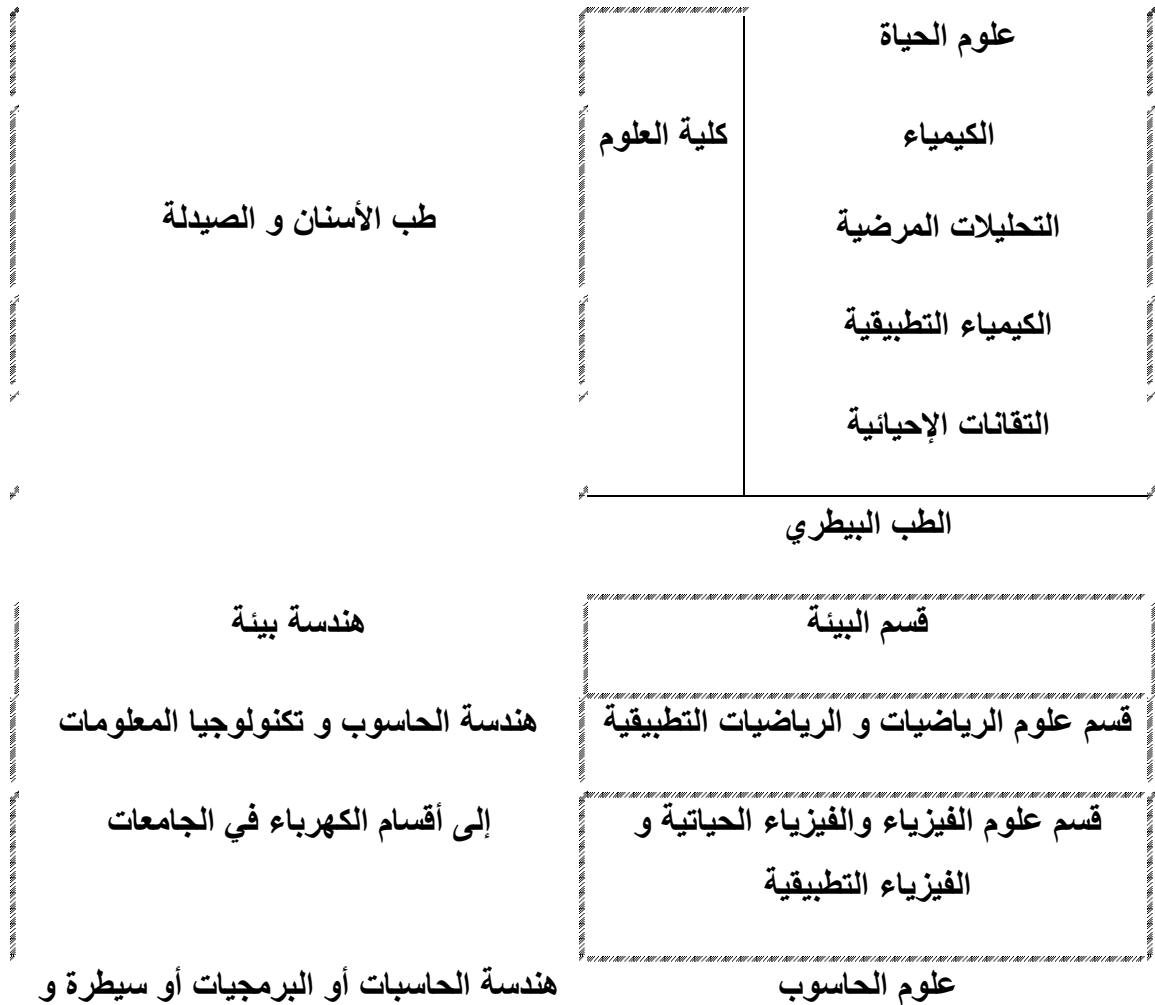 علوم الحياة
كلية العلوم
الكيمياء
التحليلات المرضية
طب الأسنان و الصيدلة
الكيمياء التطبيقية
التقانات الإحيائية
الطب البيطري
قسم البيئة
هندسة بيئة
قسم علوم الرياضيات و الرياضيات التطبيقية
هندسة الحاسوب و تكنولوجيا المعلومات
قسم علوم الفيزياء والفيزياء الحياتية و
الفيزياء التطبيقية
إلى أقسام الكهرباء في الجامعات
علوم الحاسوب
هندسة الحاسبات أو البرمجيات أو سيطرة و